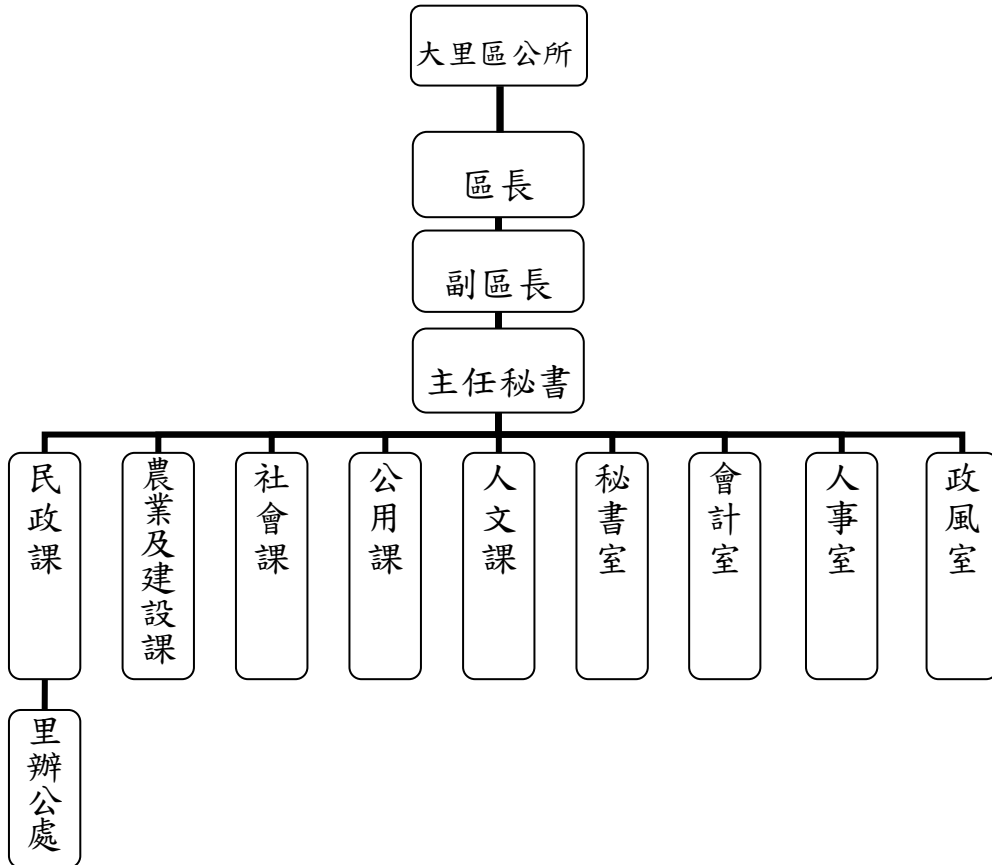 大里區公所
區長
副區長
主任秘書
民政課
農業及建設課
社會課
公用課
人文課
秘書室
會計室
人事室
政風室
里辦公處